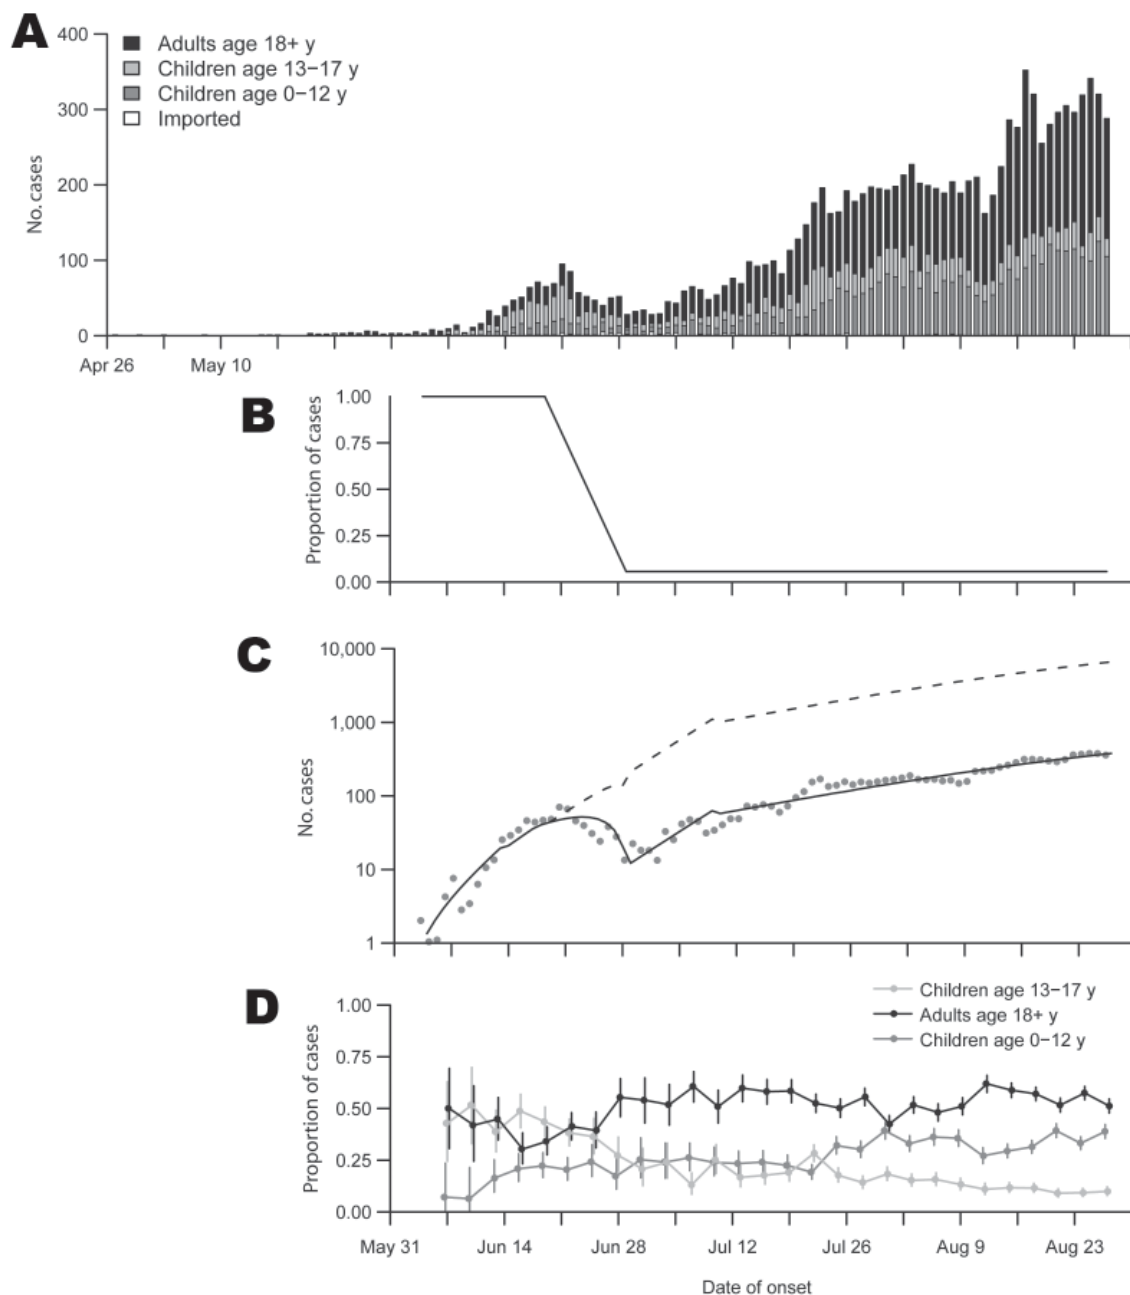 A
400
300
200
100
0
No. cases
Adults age 18+ y
Children age 13–17 y
Children age 0–12 y
Imported
Apr 26
May 10
B
1.00
0.75
0.50
0.25
0.00
Proportion of cases
C
10,000
1,000
100
10
1
No. cases
D
1.00
0.75
0.50
0.25
0.00
Proportion of cases
Children age 13–17 y
Adults age 18+ y
Children age 0–12 y
May 31
Jun 14
Jun 28
Jul 12
Jul 26
Aug 9
Aug 23
Date of onset